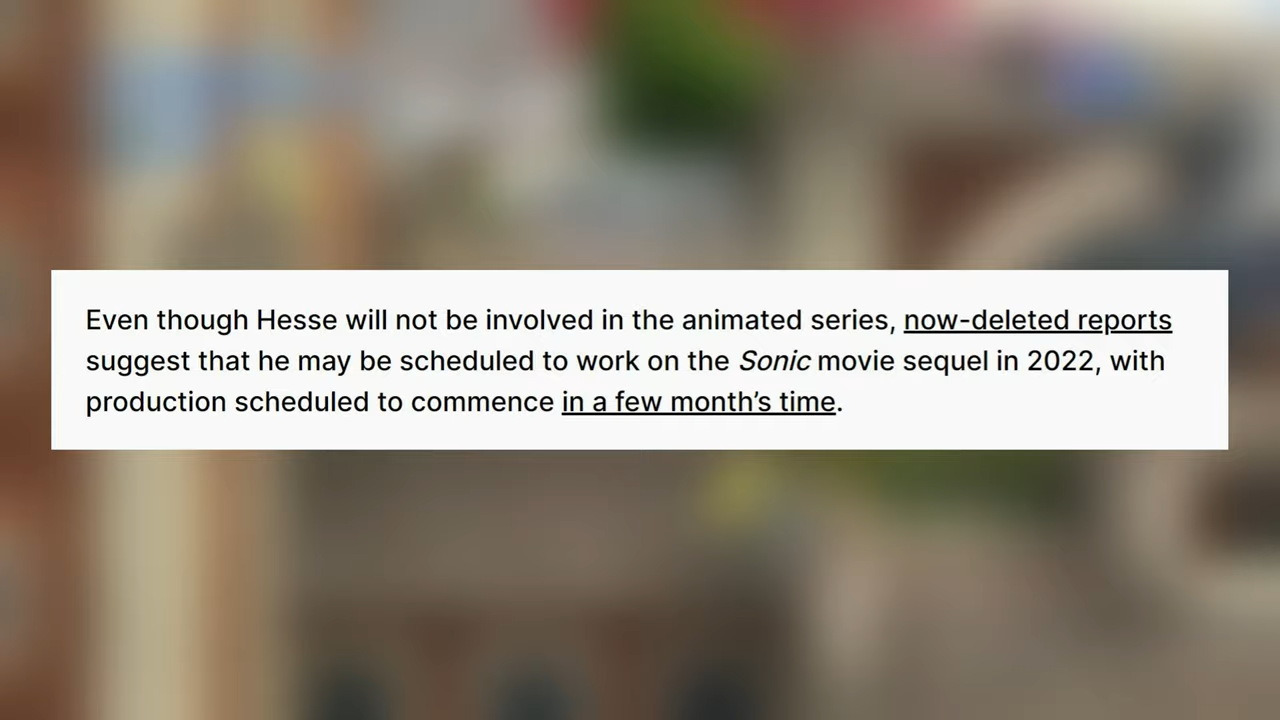 Even though Hesse will not be involved in the animated series, now-deleted reports
suggest that he may be scheduled to work on the Sonic movie sequel in 2022, with
production scheduled to commence in a few month’s time.